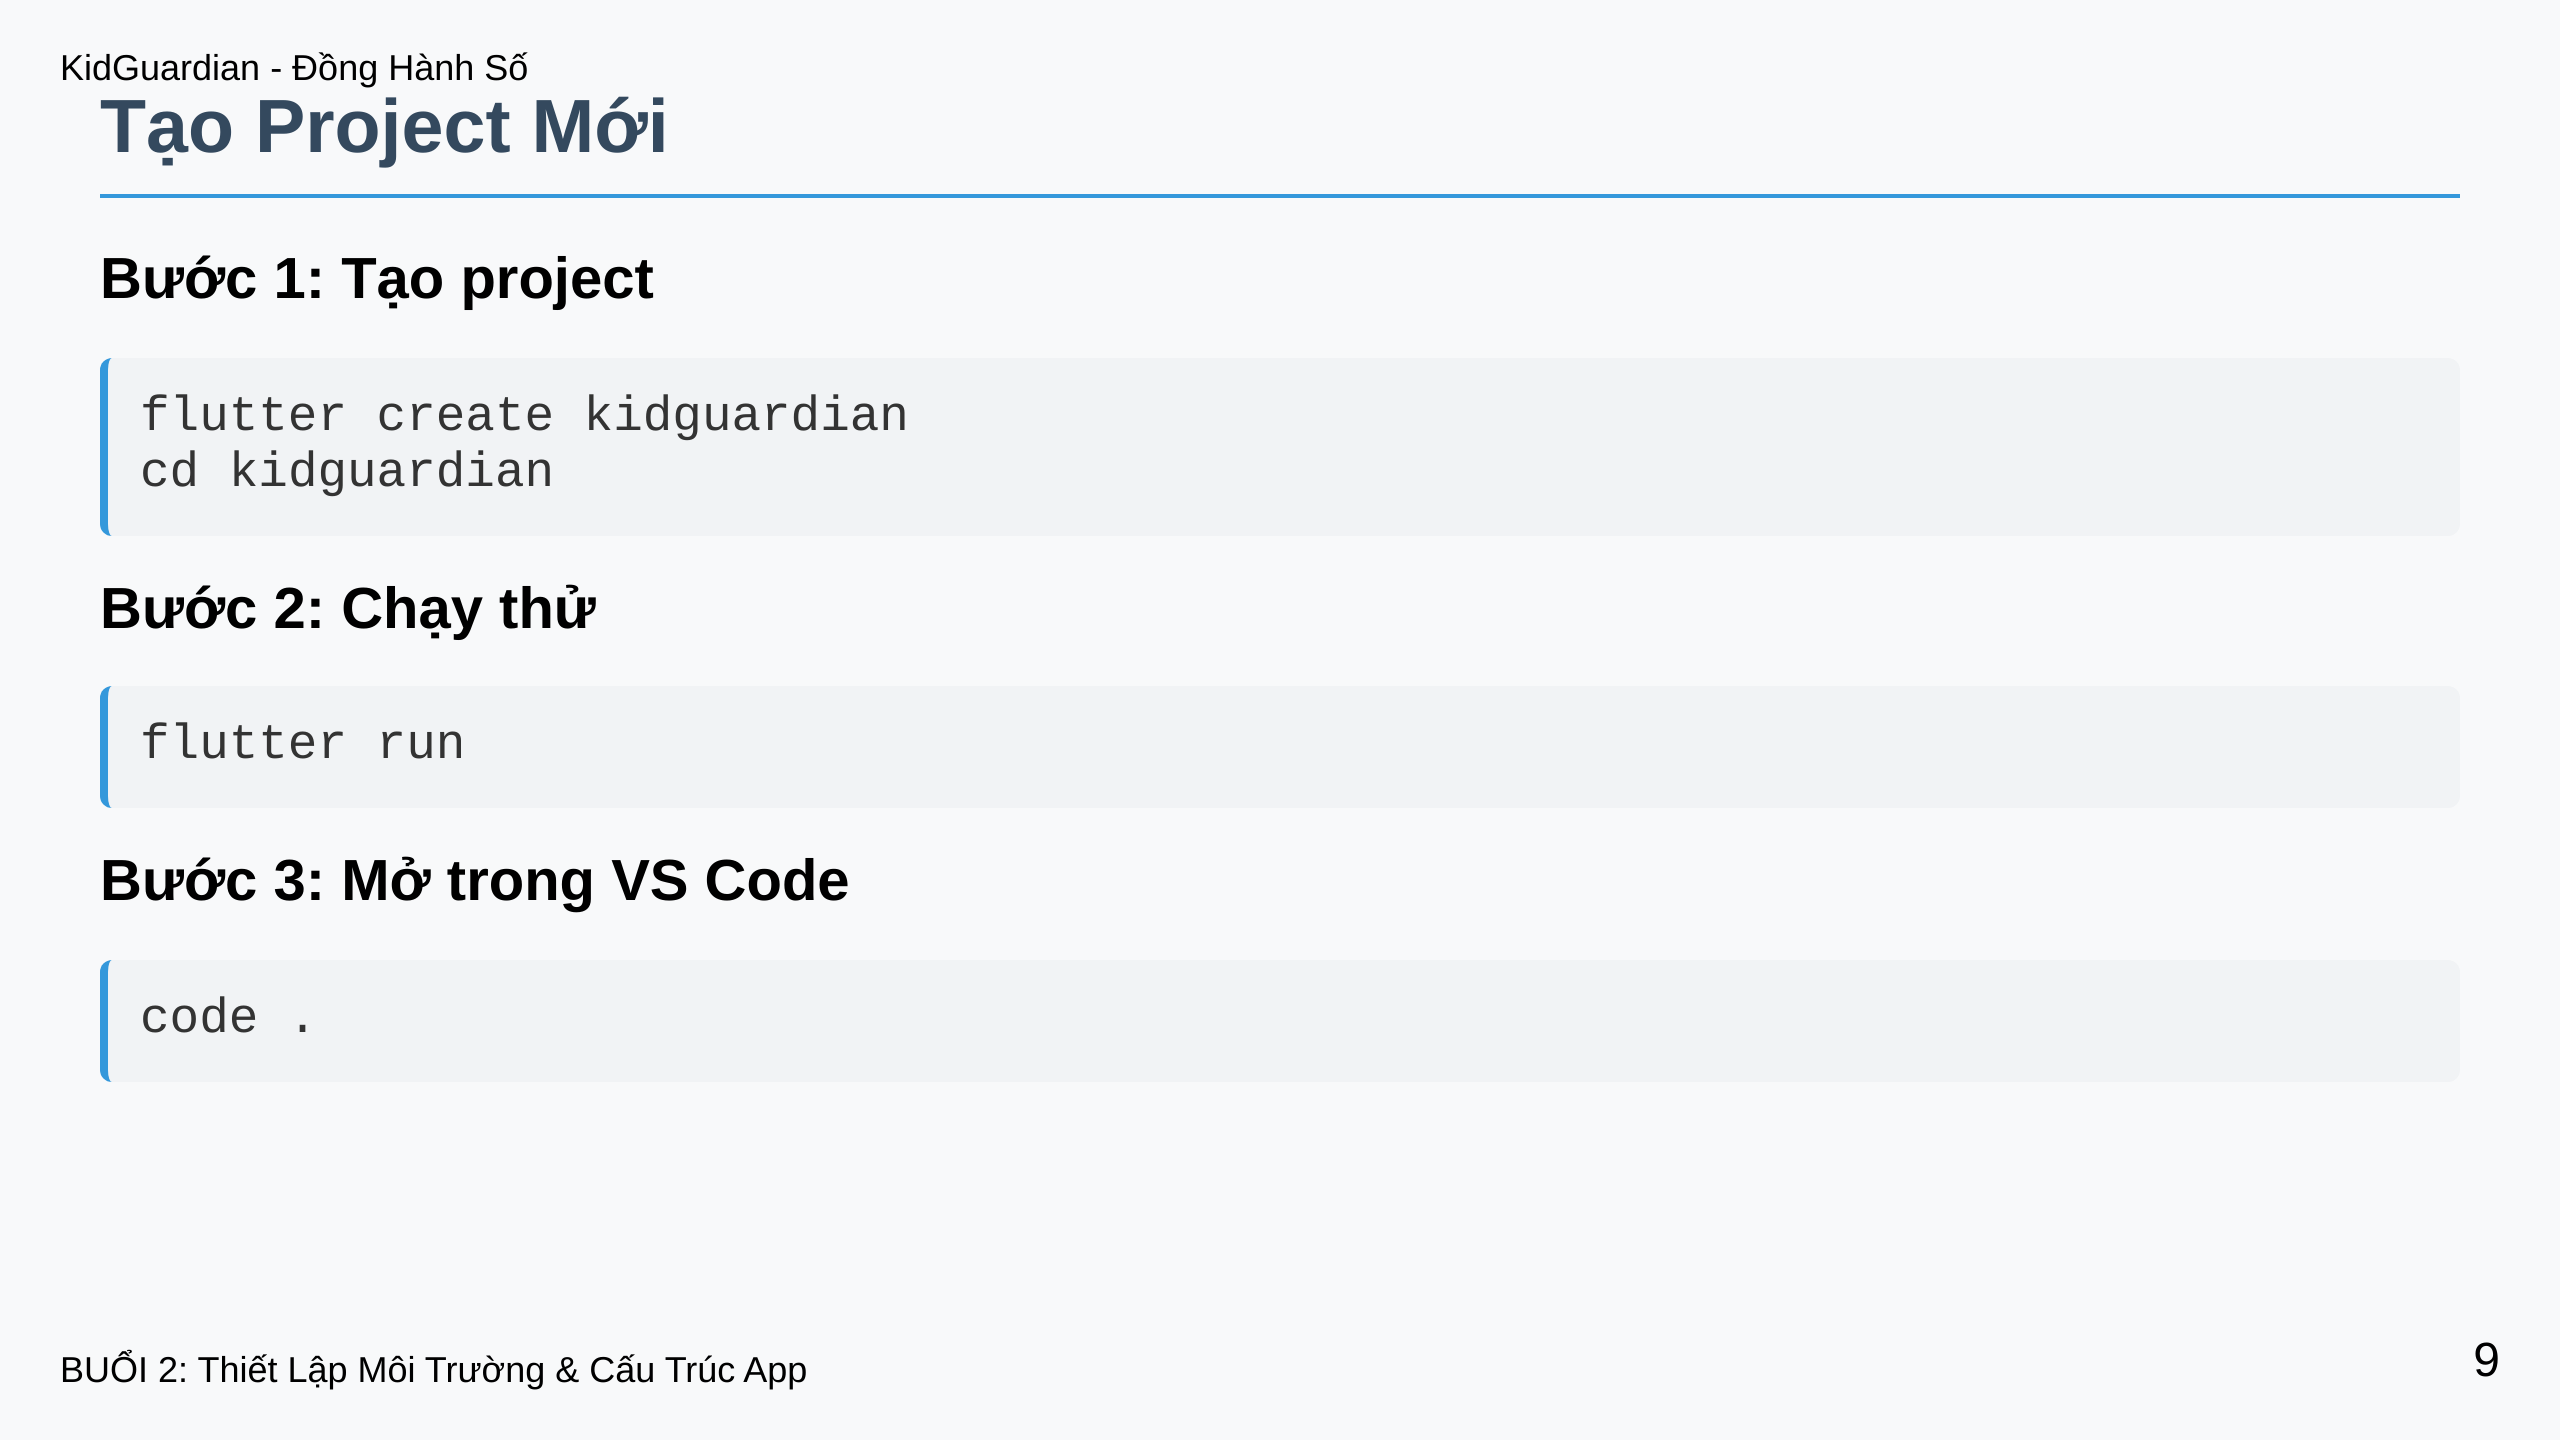 KidGuardian - Đồng Hành Số
Tạo Project Mới
Bước 1: Tạo project
flutter create kidguardian
cd kidguardian
Bước 2: Chạy thử
flutter run
Bước 3: Mở trong VS Code
code .
BUỔI 2: Thiết Lập Môi Trường & Cấu Trúc App
9